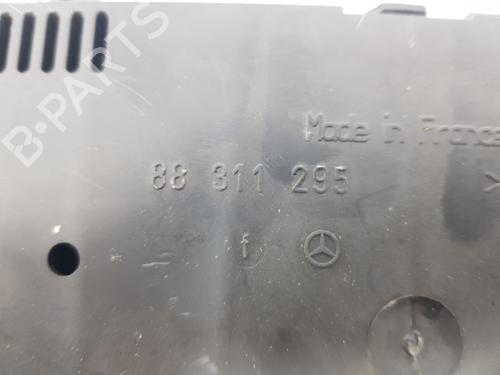 B-PARTS
Made in France
88 311 295
f
>